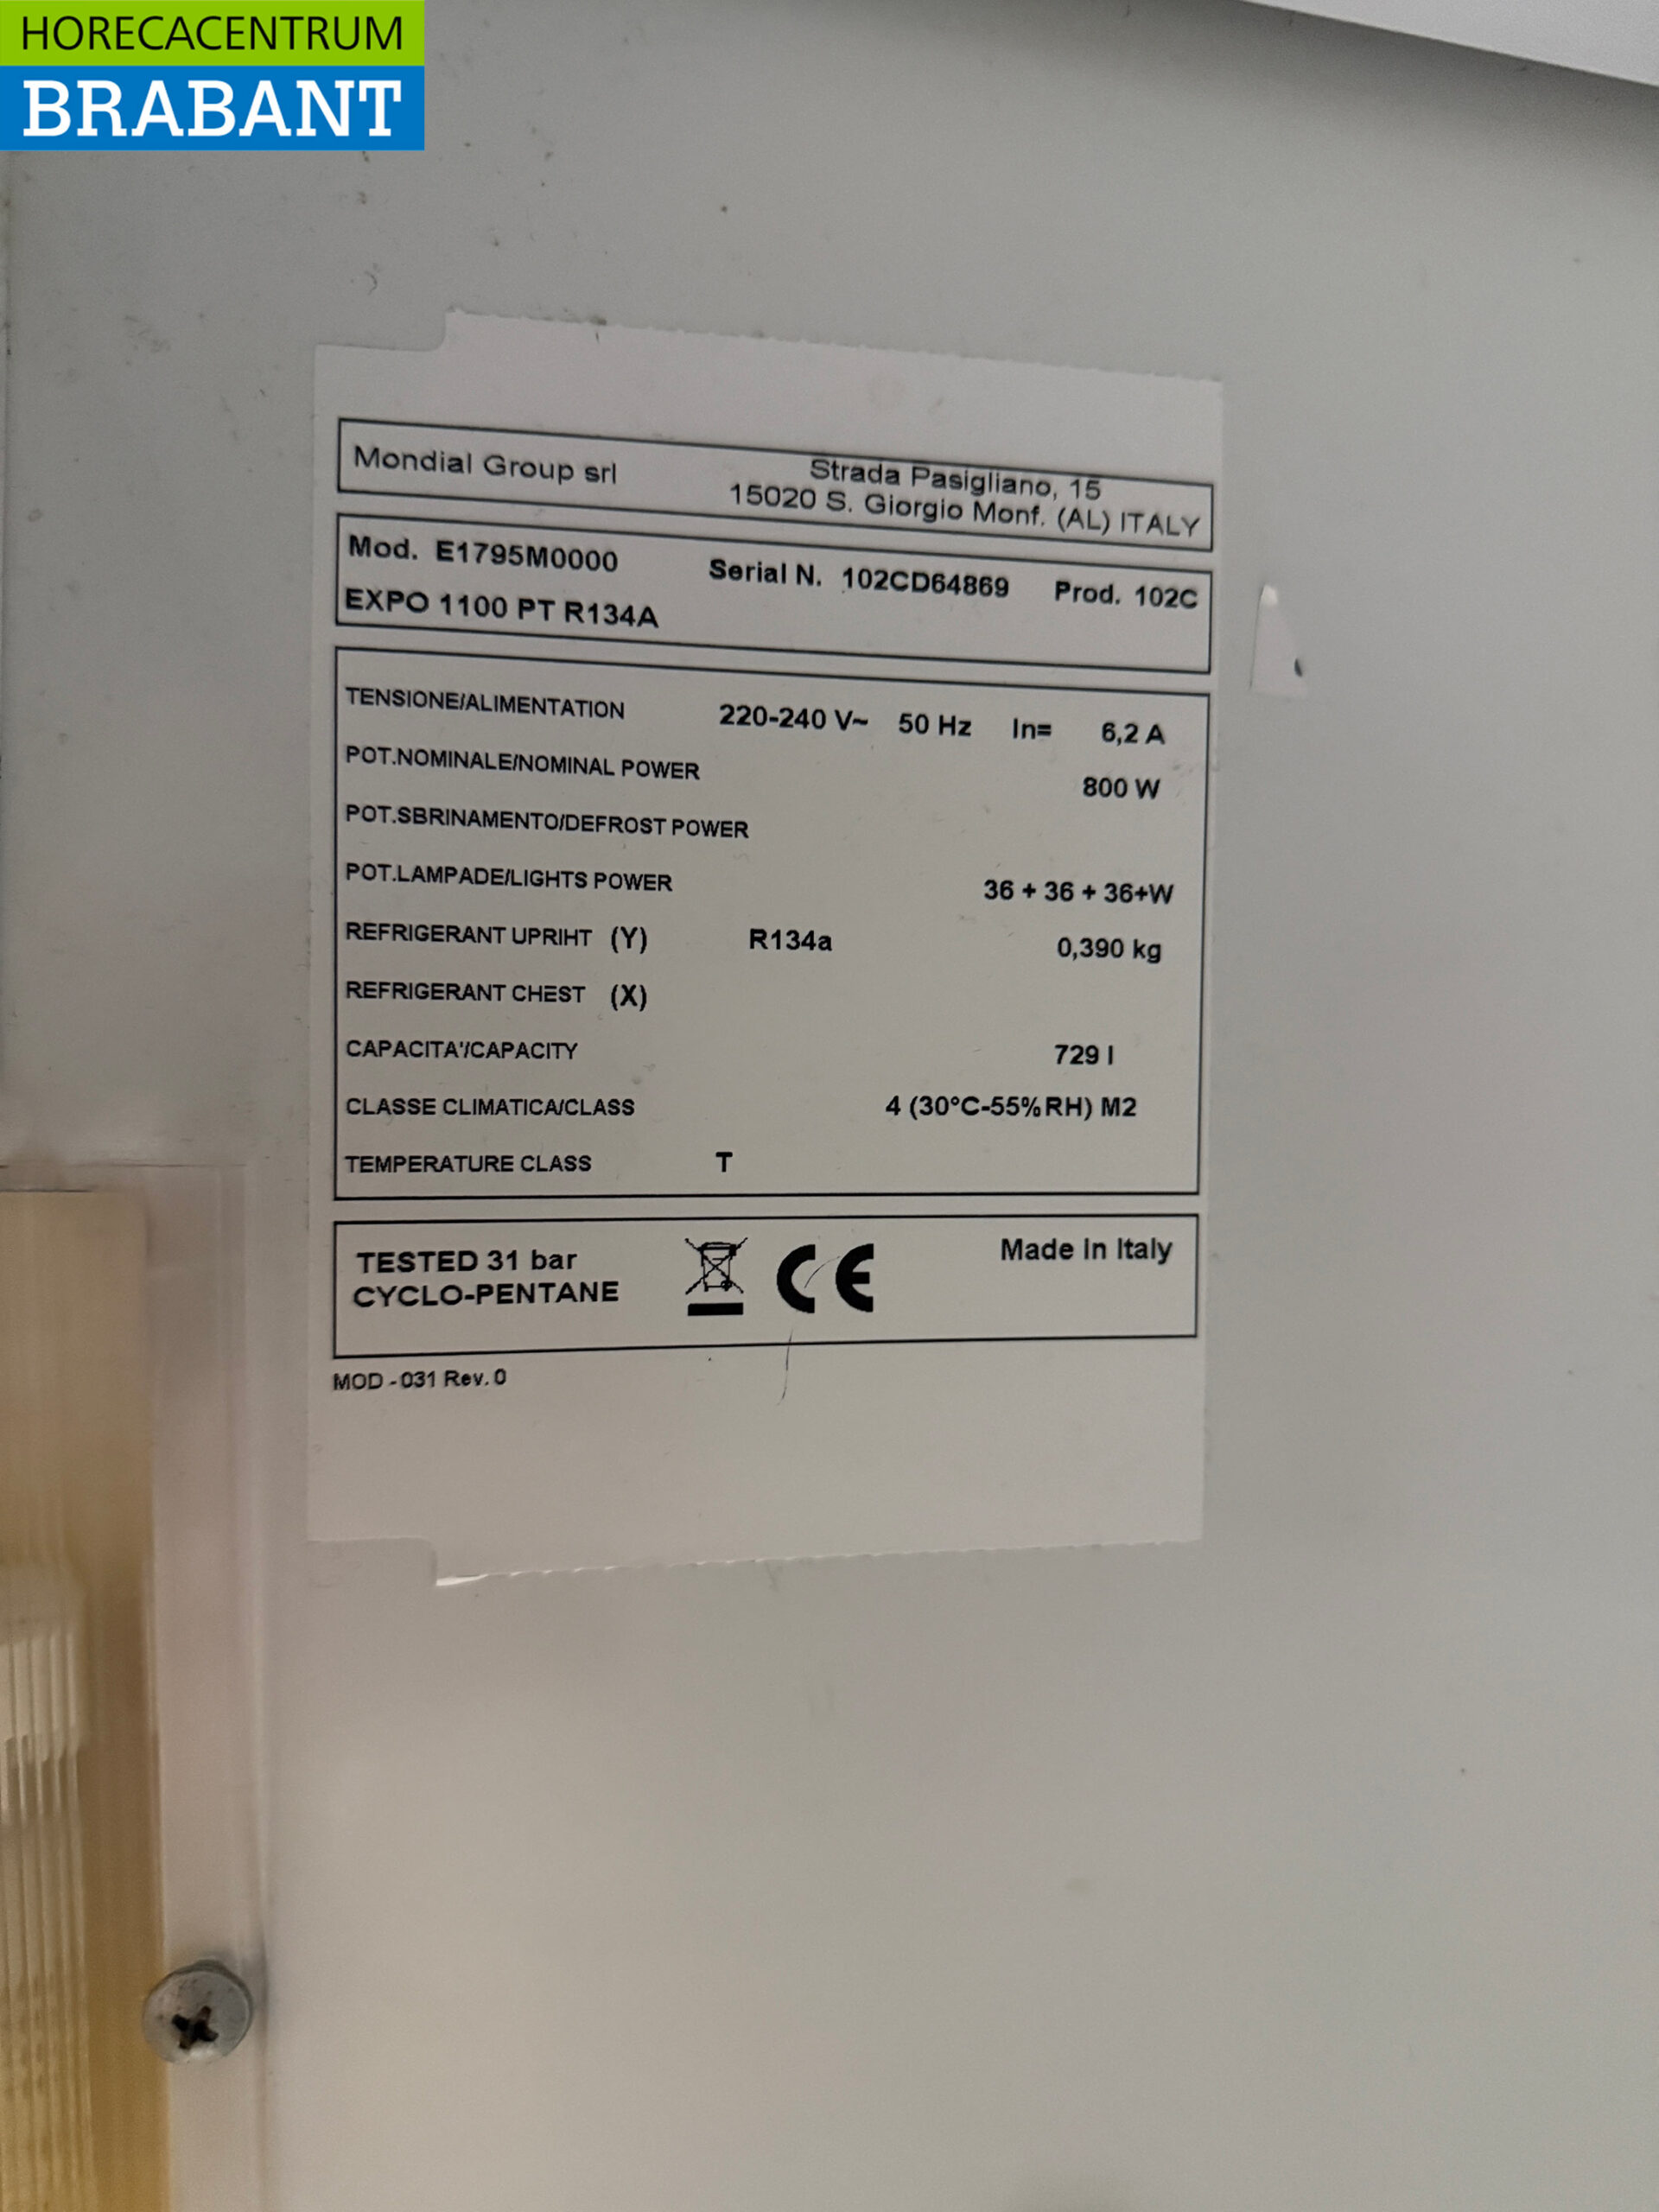 HORECACENTRUM
BRABANT
Mondial Group srl
Strada Pasigliano, 15
15020 S. Giorgio Monf. (AL) ITALY
Mod. E1795M0000 Serial N. 102CD64869 Prod. 102C
EXPO 1100 PT R134A
TENSIONE/ALIMENTATION 220-240 V~ 50 Hz In= 6,2 A
POT.NOMINALE/NOMINAL POWER 800 W
POT.SBRINAMENTO/DEFROST POWER
POT.LAMPADE/LIGHTS POWER 36 + 36 + 36+W
REFRIGERANT UPRIHT (Y) R134a 0,390 kg
REFRIGERANT CHEST (X)
CAPACITA'/CAPACITY 729 l
CLASSE CLIMATICA/CLASS 4 (30°C-55%RH) M2
TEMPERATURE CLASS T
TESTED 31 bar
CYCLO-PENTANE
CE
Made in Italy
MOD - 031 Rev. 0